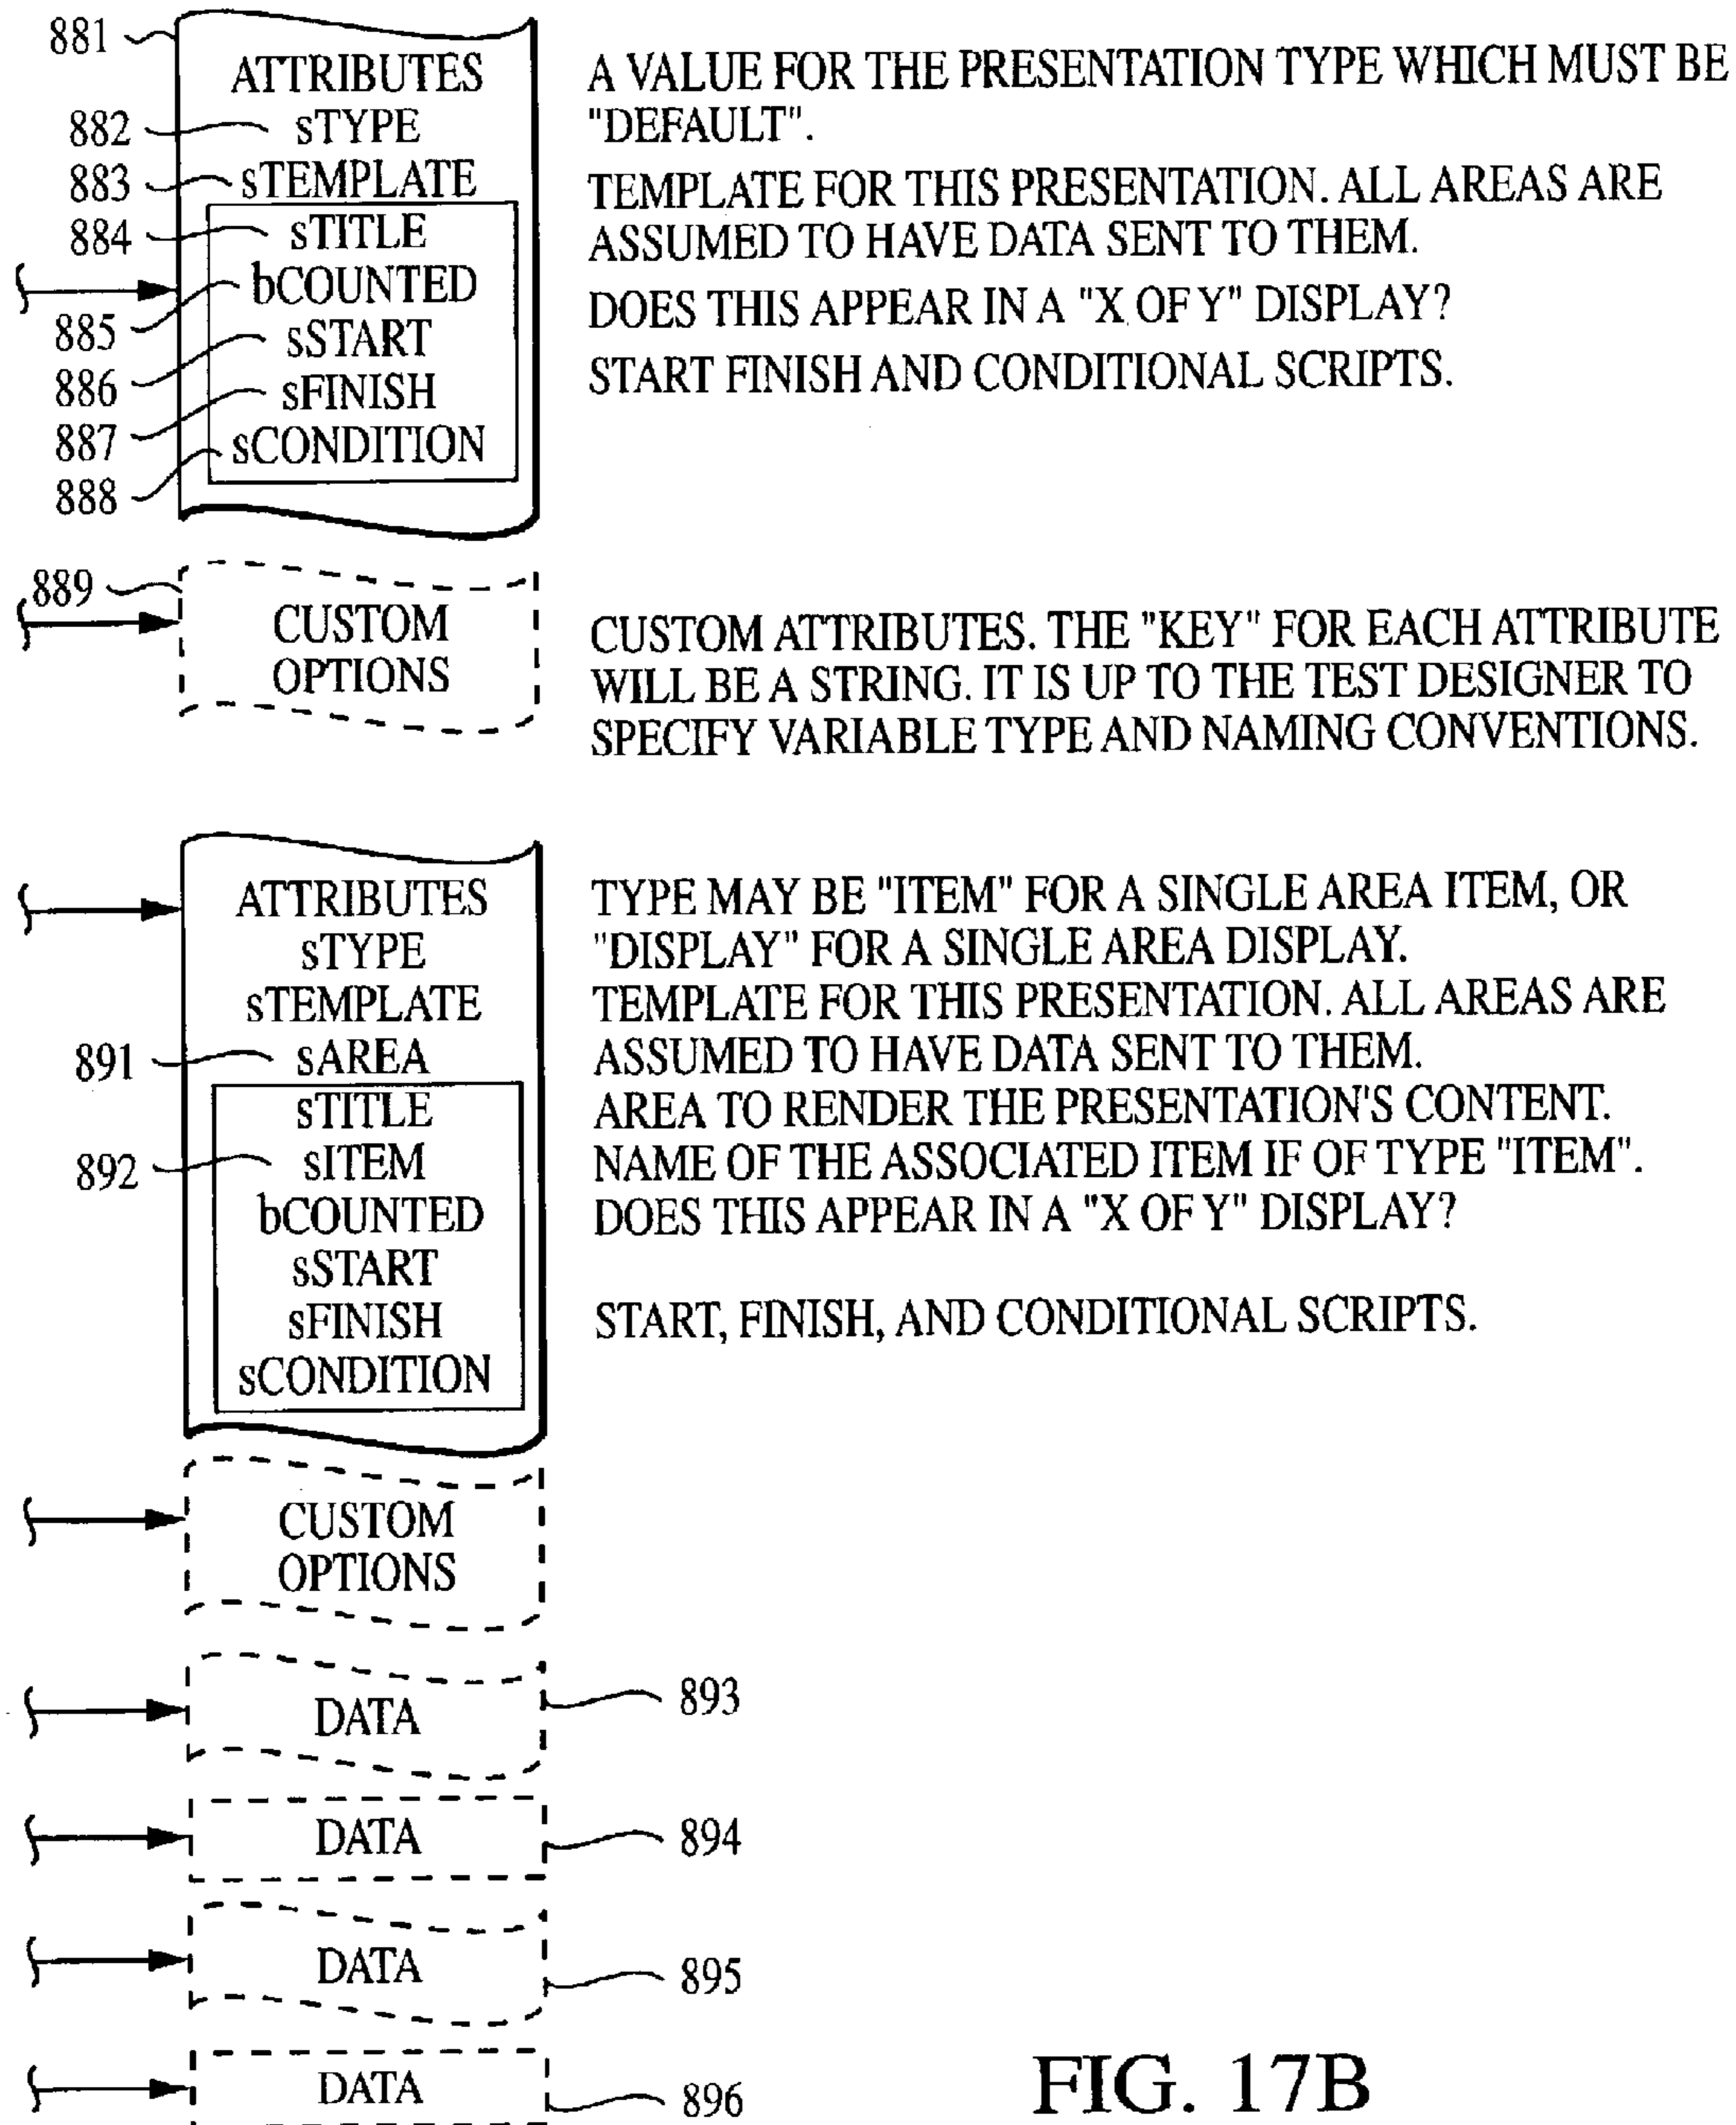 881
ATTRIBUTES
A VALUE FOR THE PRESENTATION TYPE WHICH MUST BE
882
sTYPE
"DEFAULT".
883
sTEMPLATE
TEMPLATE FOR THIS PRESENTATION. ALL AREAS ARE
884
sTITLE
ASSUMED TO HAVE DATA SENT TO THEM.
bCOUNTED
DOES THIS APPEAR IN A "X OF Y" DISPLAY?
885
sSTART
886
START FINISH AND CONDITIONAL SCRIPTS.
sFINISH
887
sCONDITION
888
889
CUSTOM
OPTIONS
CUSTOM ATTRIBUTES. THE "KEY" FOR EACH ATTRIBUTE
WILL BE A STRING. IT IS UP TO THE TEST DESIGNER TO
SPECIFY VARIABLE TYPE AND NAMING CONVENTIONS.
ATTRIBUTES
TYPE MAY BE "ITEM" FOR A SINGLE AREA ITEM, OR
sTYPE
"DISPLAY" FOR A SINGLE AREA DISPLAY.
sTEMPLATE
TEMPLATE FOR THIS PRESENTATION. ALL AREAS ARE
891
sAREA
ASSUMED TO HAVE DATA SENT TO THEM.
sTITLE
AREA TO RENDER THE PRESENTATION'S CONTENT.
892
sITEM
NAME OF THE ASSOCIATED ITEM IF OF TYPE "ITEM".
bCOUNTED
DOES THIS APPEAR IN A "X OF Y" DISPLAY?
sSTART
sFINISH
START, FINISH, AND CONDITIONAL SCRIPTS.
sCONDITION
CUSTOM
OPTIONS
DATA
893
DATA
894
DATA
895
DATA
896
FIG. 17B